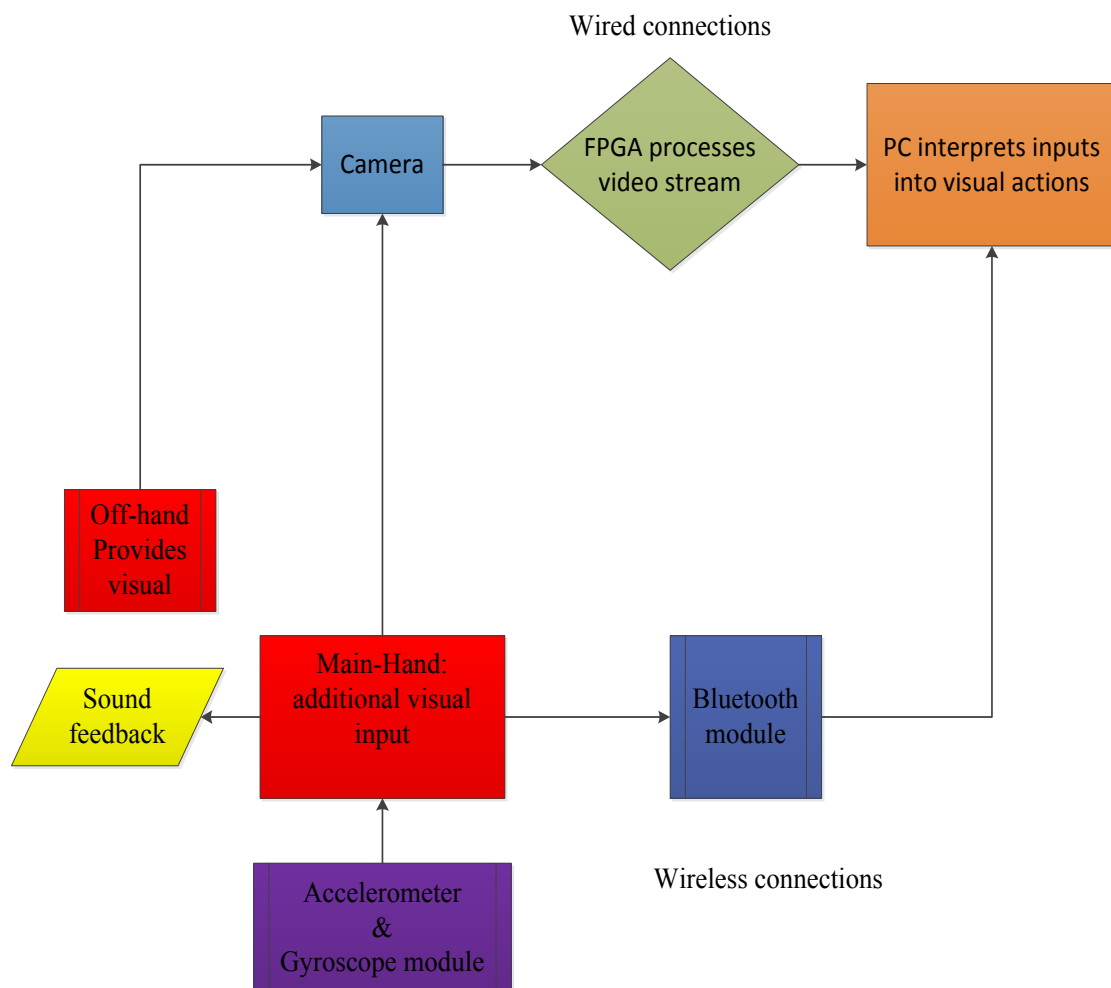 Wired connections
Camera
FPGA processes
video stream
PC interprets inputs
into visual actions
Off-hand
Provides
visual
Main-Hand:
additional visual
input
Sound
feedback
Bluetooth
module
Accelerometer
&
Gyroscope module
Wireless connections